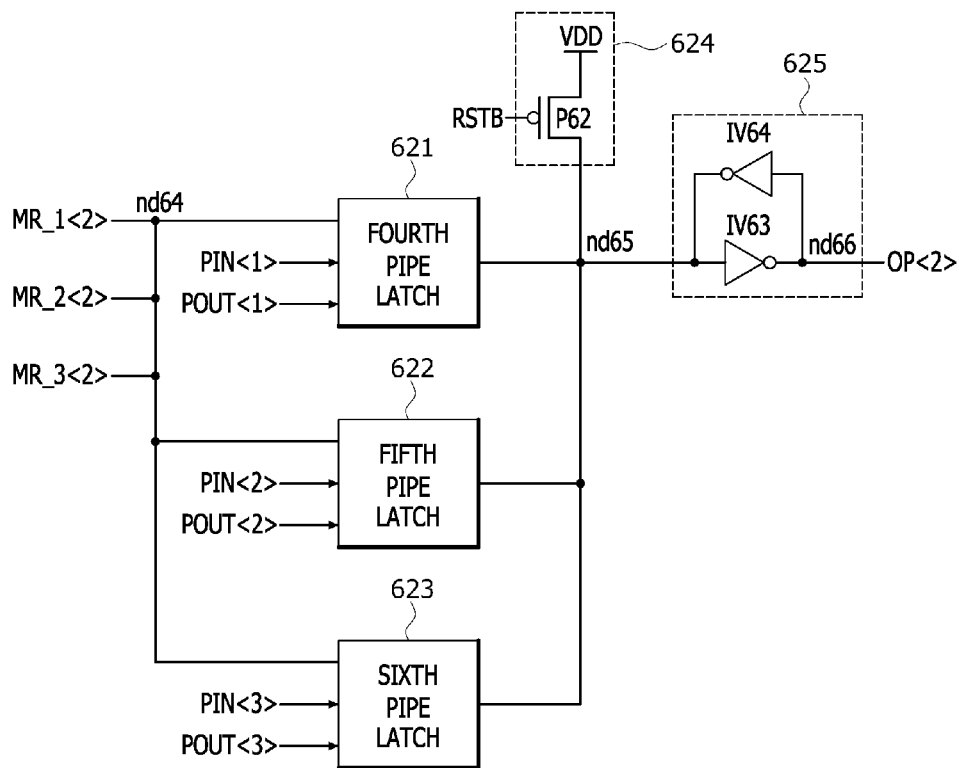 VDD
624
625
RSTB
P62
IV64
621
MR_1<2>
nd64
FOURTH
PIPE
LATCH
PIN<1>
POUT<1>
nd65
IV63
nd66
OP<2>
MR_2<2>
MR_3<2>
622
FIFTH
PIPE
LATCH
PIN<2>
POUT<2>
623
SIXTH
PIPE
LATCH
PIN<3>
POUT<3>